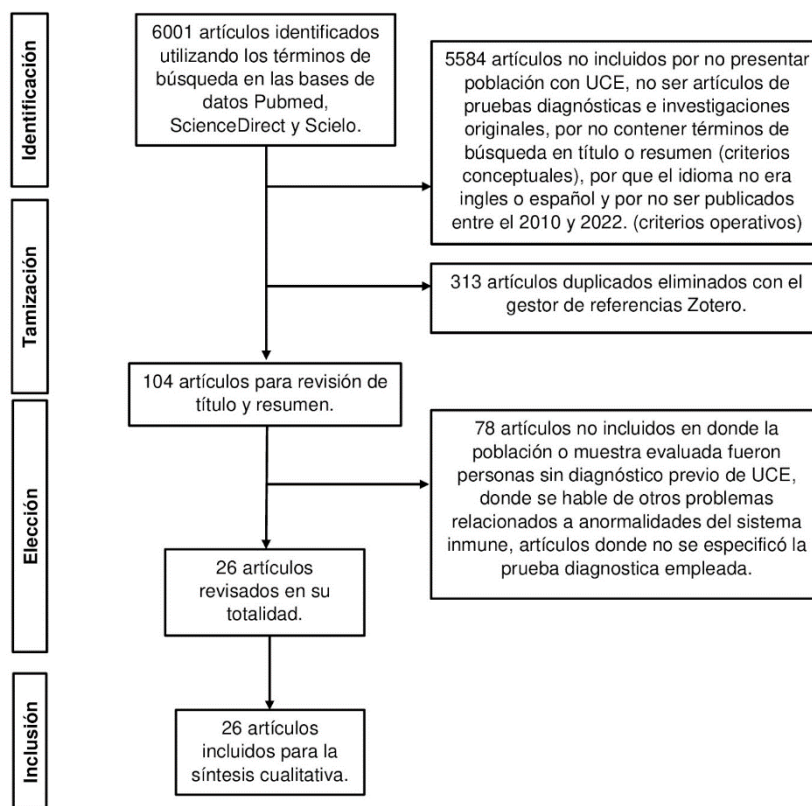 Identificación
6001 artículos identificados
utilizando los términos de
búsqueda en las bases de
datos Pubmed,
ScienceDirect y Scielo.
5584 artículos no incluidos por no presentar
población con UCE, no ser artículos de
pruebas diagnósticas e investigaciones
originales, por no contener términos de
búsqueda en título o resumen (criterios
conceptuales), por que el idioma no era
ingles o español y por no ser publicados
entre el 2010 y 2022. (criterios operativos)
Tamización
313 artículos duplicados eliminados con el
gestor de referencias Zotero.
104 artículos para revisión de
título y resumen.
Elección
78 artículos no incluidos en donde la
población o muestra evaluada fueron
personas sin diagnóstico previo de UCE,
donde se hable de otros problemas
relacionados a anormalidades del sistema
inmune, artículos donde no se especificó la
prueba diagnostica empleada.
26 artículos
revisados en su
totalidad.
Inclusión
26 artículos
incluidos para la
síntesis cualitativa.